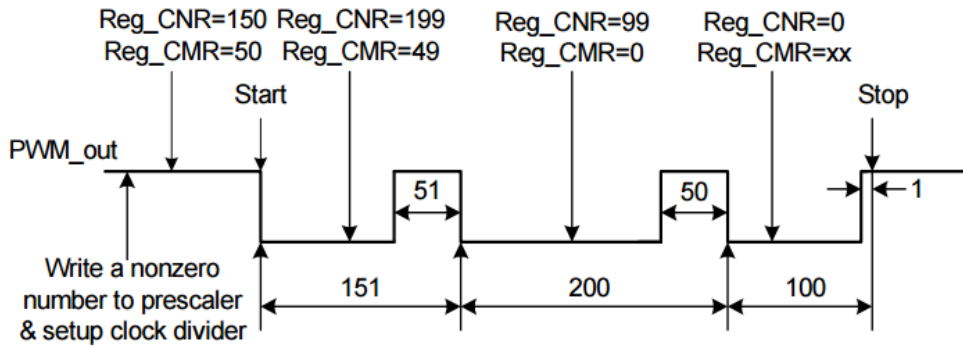 Reg_CNR=150
Reg_CMR=50
Reg_CNR=199
Reg_CMR=49
Reg_CNR=99
Reg_CMR=0
Reg_CNR=0
Reg_CMR=xx
Start
Stop
PWM_out
51
50
1
Write a nonzero
number to prescaler
& setup clock divider
151
200
100